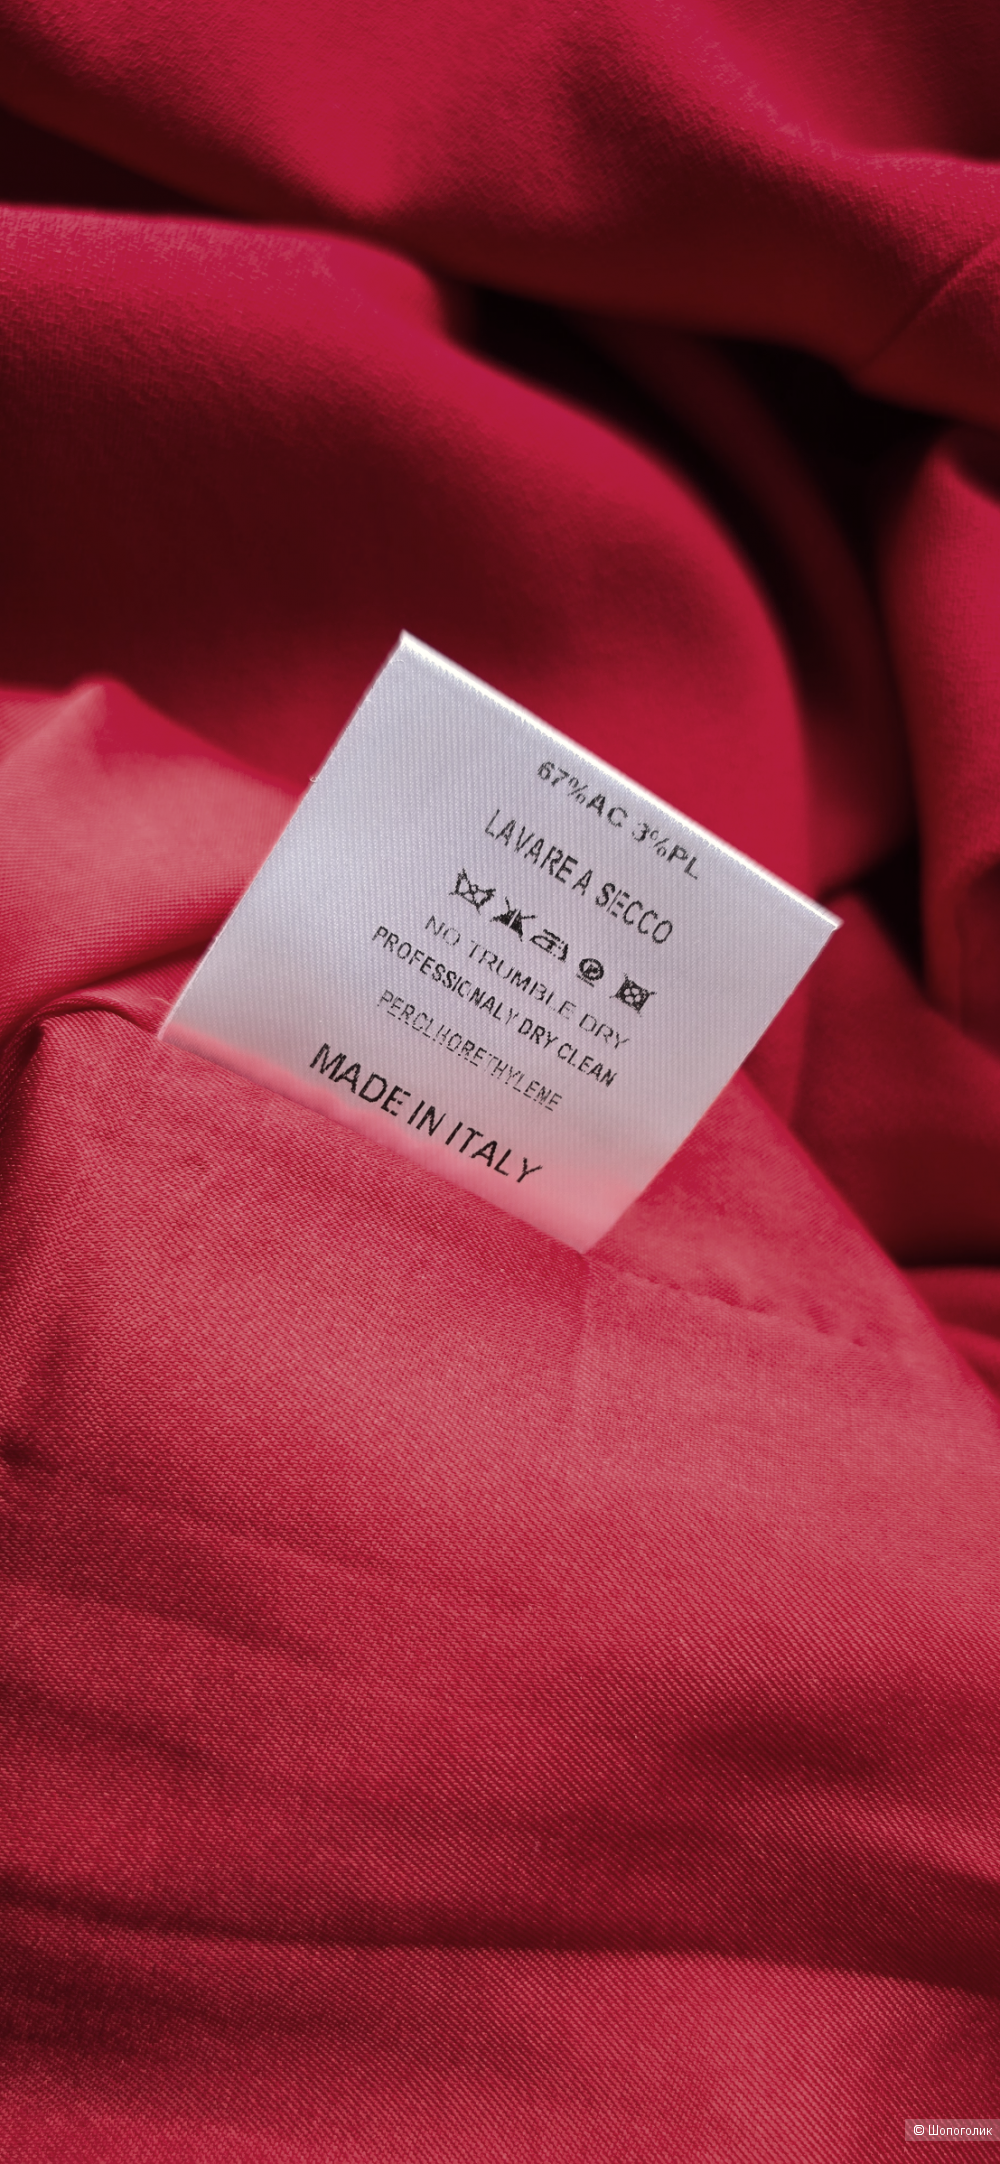 67%AC 3%PL
LAVARE A SECCO
NO TRUMBLE DRY
PROFESSIONALY DRY CLEAN
PERCLHORETHYLENE
MADE IN ITALY
© Шопоголик